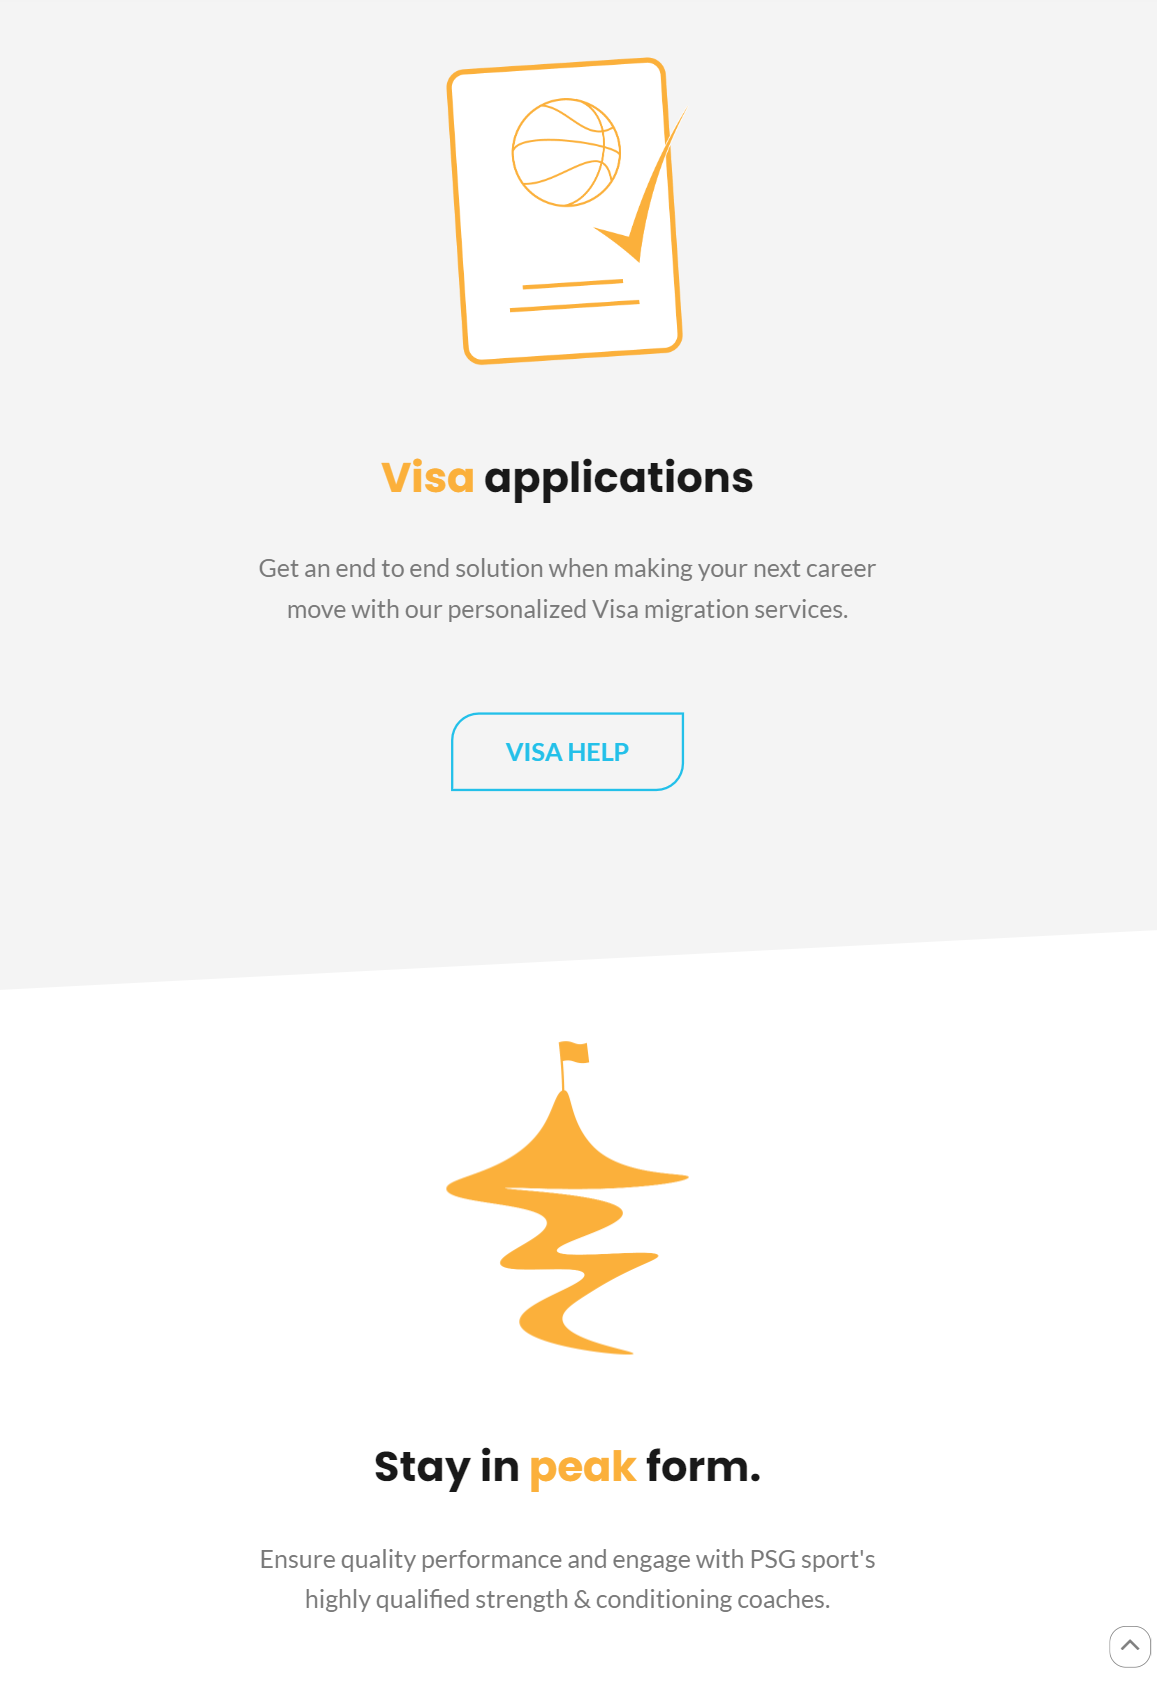 Visa applications
Get an end to end solution when making your next career
move with our personalized Visa migration services.
VISA HELP
Stay in peak form.
Ensure quality performance and engage with PSG sport's
highly qualified strength & conditioning coaches.